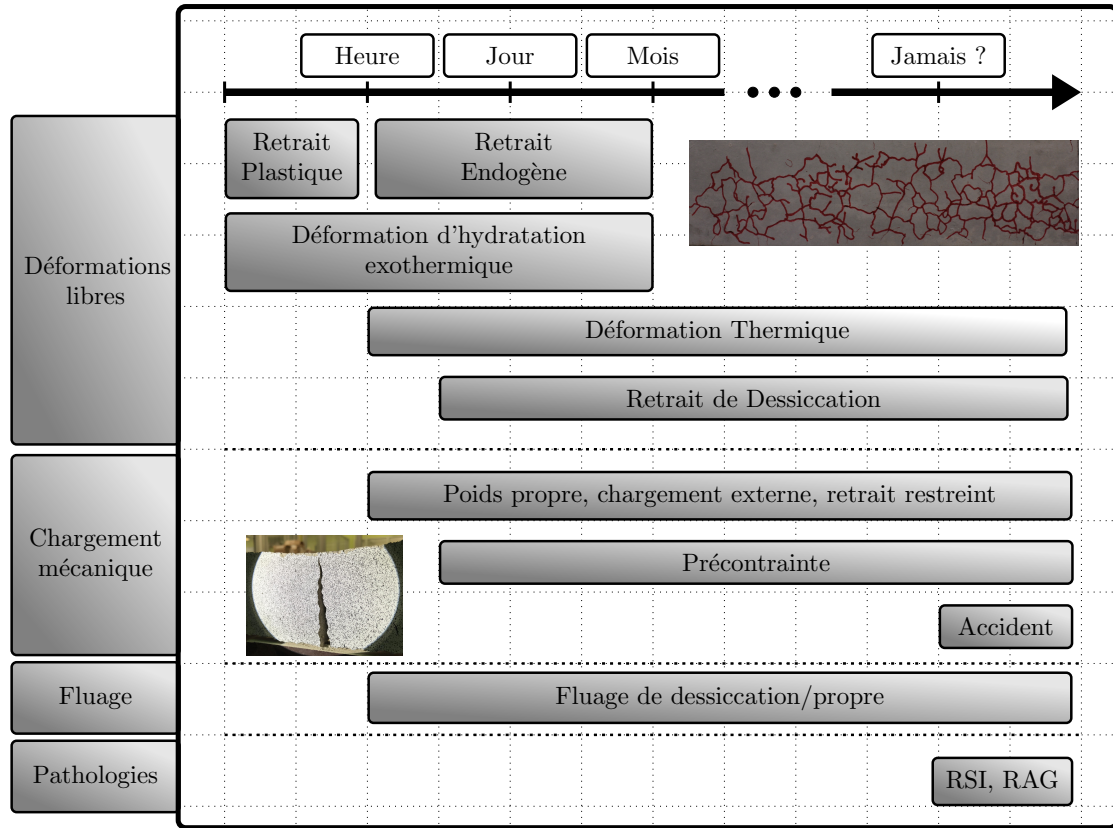 Heure
Jour
Mois
Jamais ?
Déformations
libres
Retrait
Plastique
Retrait
Endogène
Déformation d'hydratation
exothermique
Déformation Thermique
Retrait de Dessiccation
Chargement
mécanique
Poids propre, chargement externe, retrait restreint
Précontrainte
Accident
Fluage
Fluage de dessiccation/propre
Pathologies
RSI, RAG